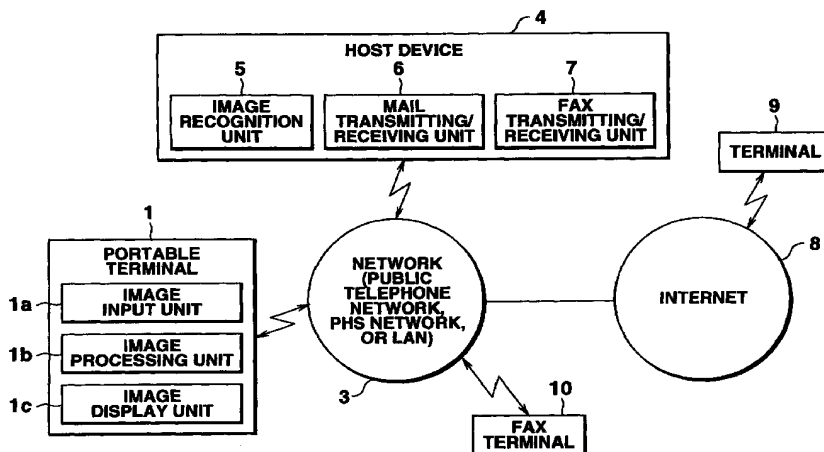 4
HOST DEVICE
5
6
7
IMAGE
RECOGNITION
UNIT
MAIL
TRANSMITTING/
RECEIVING UNIT
FAX
TRANSMITTING/
RECEIVING UNIT
9
TERMINAL
1
PORTABLE
TERMINAL
1a
IMAGE
INPUT UNIT
1b
IMAGE
PROCESSING UNIT
1c
IMAGE
DISPLAY UNIT
NETWORK
(PUBLIC
TELEPHONE
NETWORK,
PHS NETWORK,
OR LAN)
3
8
INTERNET
10
FAX
TERMINAL